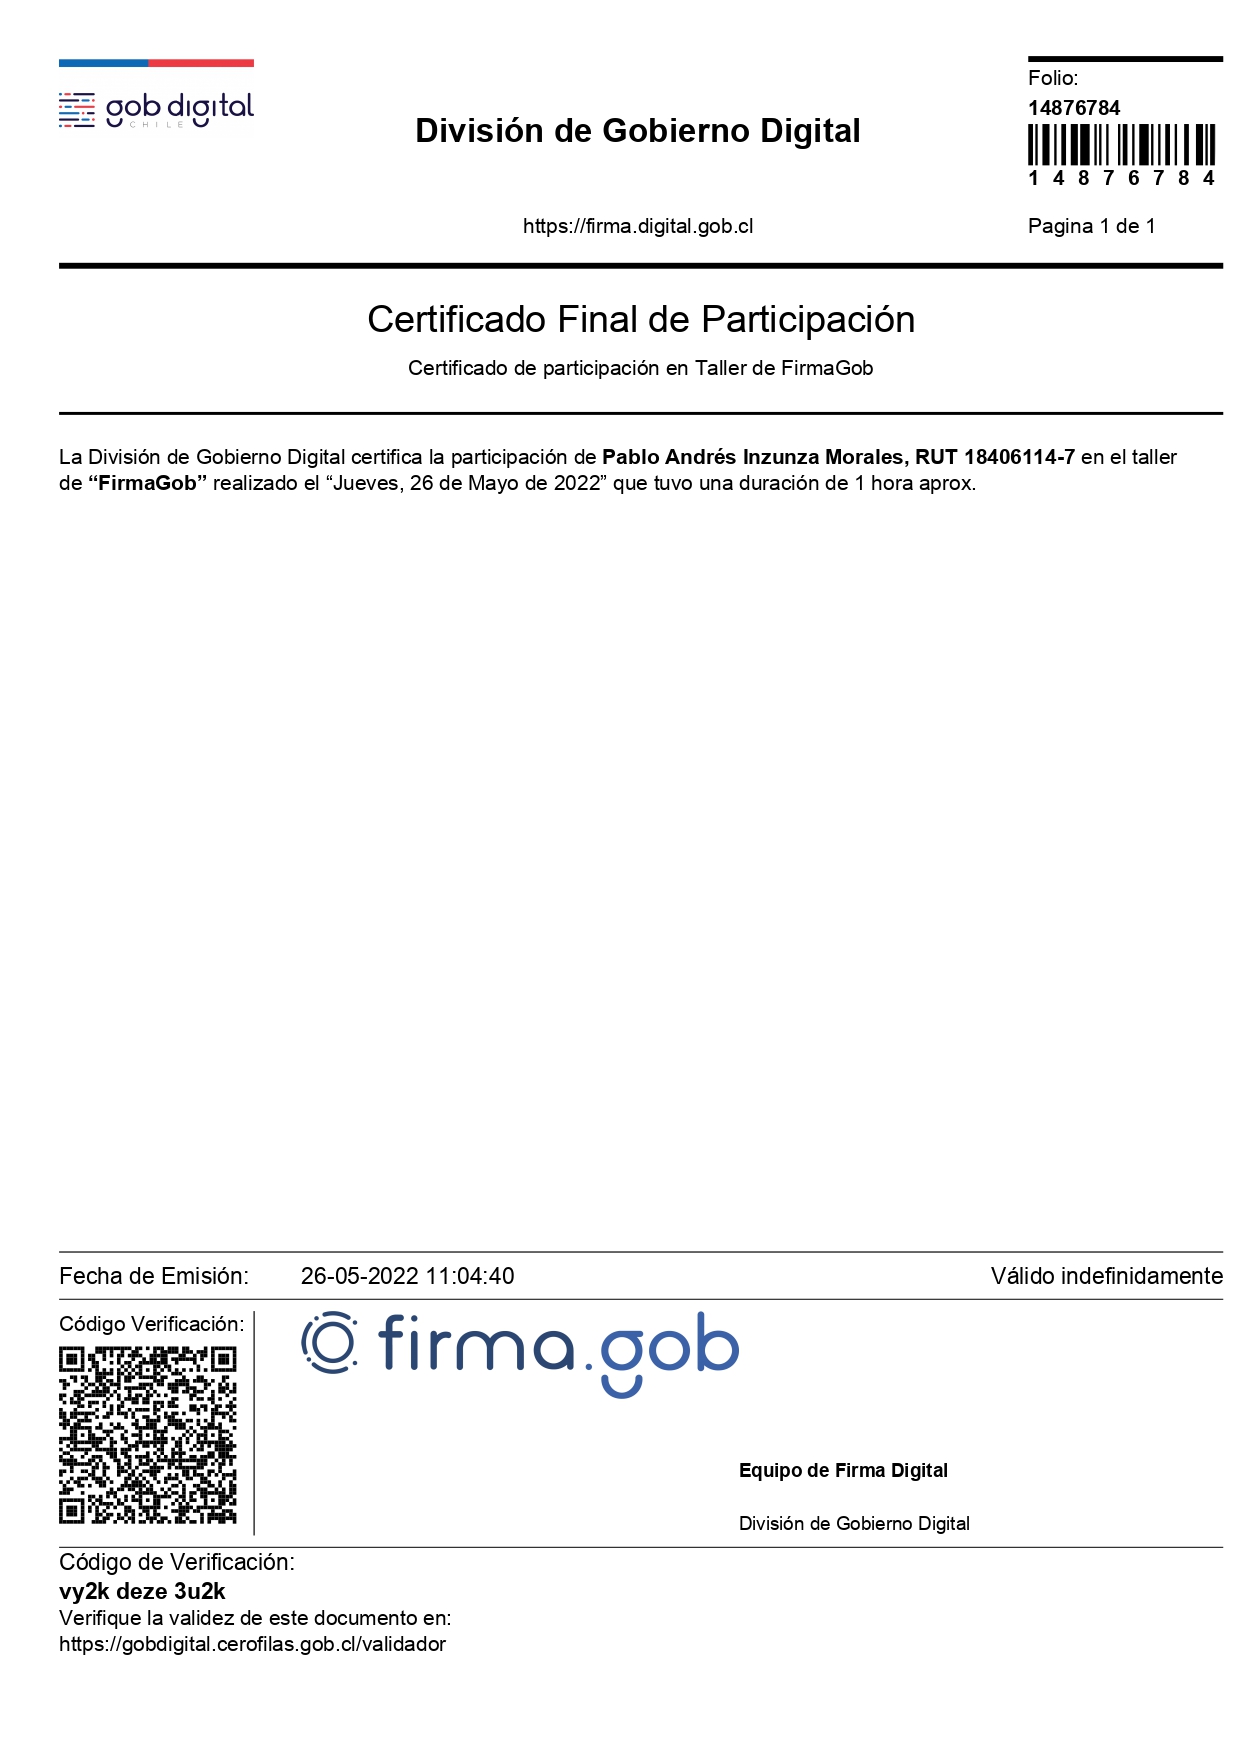 gob digital
CHILE
División de Gobierno Digital
https://firma.digital.gob.cl
Folio:
14876784
1 4 8 7 6 7 8 4
Pagina 1 de 1
Certificado Final de Participación
Certificado de participación en Taller de FirmaGob
La División de Gobierno Digital certifica la participación de Pablo Andrés Inzunza Morales, RUT 18406114-7 en el taller
de “FirmaGob” realizado el “Jueves, 26 de Mayo de 2022” que tuvo una duración de 1 hora aprox.
Fecha de Emisión: 26-05-2022 11:04:40 Válido indefinidamente
Código Verificación:
firma.gob
Equipo de Firma Digital
División de Gobierno Digital
Código de Verificación:
vy2k deze 3u2k
Verifique la validez de este documento en:
https://gobdigital.cerofilas.gob.cl/validador